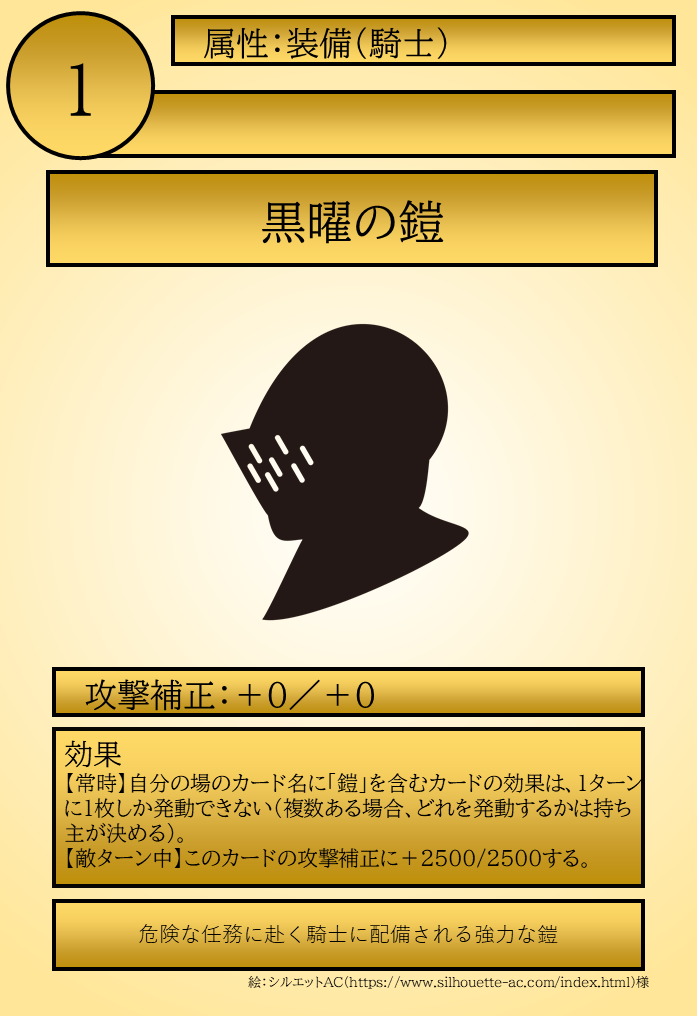 属性：装備（騎士）
1
黒曜の鎧
攻撃補正：＋0／＋0
効果
【常時】自分の場のカード名に「鎧」を含むカードの効果は、1ターン
に1枚しか発動できない（複数ある場合、どれを発動するかは持ち
主が決める）。
【敵ターン中】このカードの攻撃補正に＋2500/2500する。
危険な任務に赴く騎士に配備される強力な鎧
絵：シルエットAC（https://www.silhouette-ac.com/index.html）様